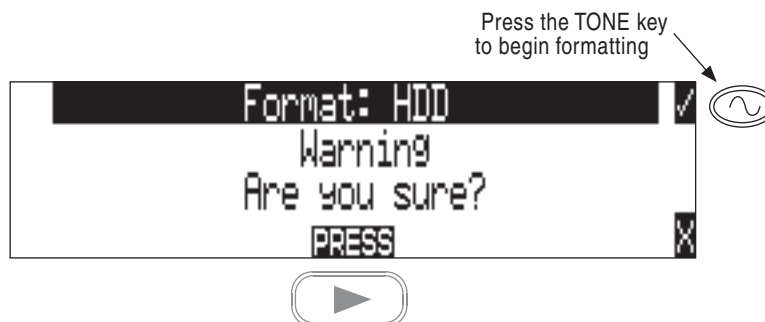 Press the TONE key
to begin formatting
Format: HDD ✓
Warning
Are you sure?
PRESS X